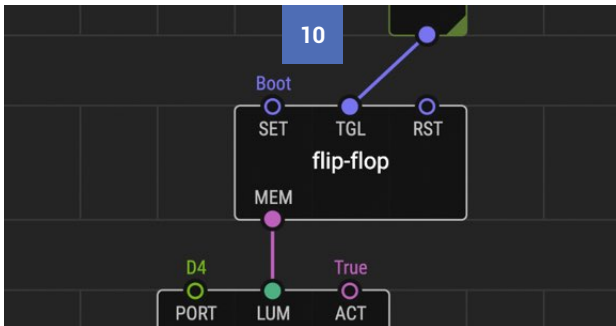 10
Boot
SET TGL RST
flip-flop
MEM
D4 True
PORT LUM ACT